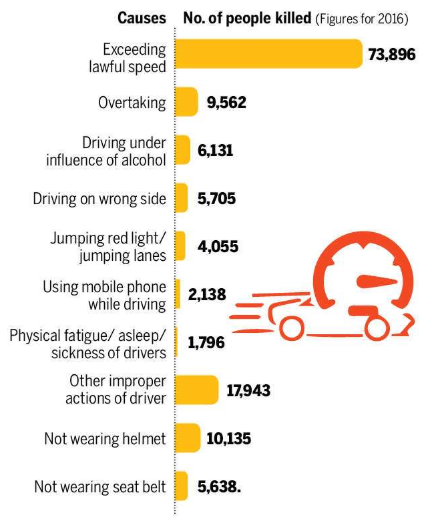 Causes No. of people killed (Figures for 2016)
Exceeding
lawful speed
73,896
Overtaking
9,562
Driving under
influence of alcohol
6,131
Driving on wrong side
5,705
Jumping red light/
jumping lanes
4,055
Using mobile phone
while driving
2,138
Physical fatigue/ asleep/
sickness of drivers
1,796
Other improper
actions of driver
17,943
Not wearing helmet
10,135
Not wearing seat belt
5,638.